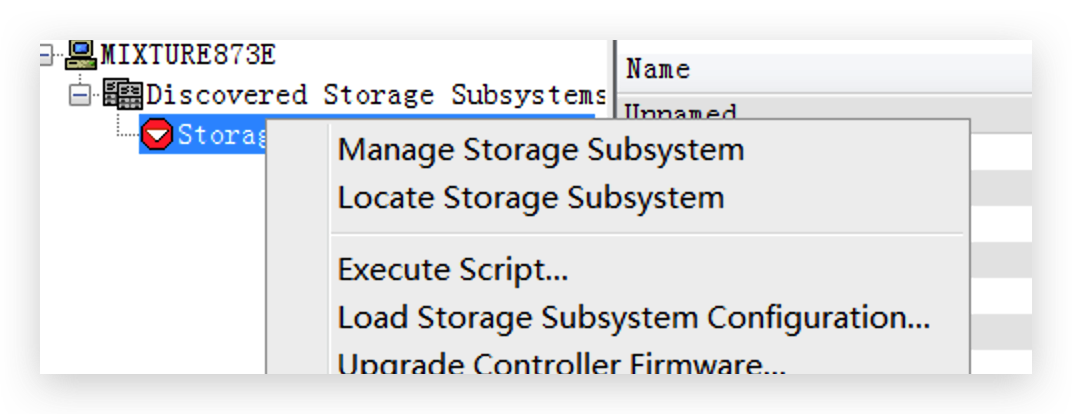 MIXTURE873E
Discovered Storage Subsystems
Name
Unnamed
Manage Storage Subsystem
Locate Storage Subsystem
Execute Script...
Load Storage Subsystem Configuration...
Upgrade Controller Firmware...